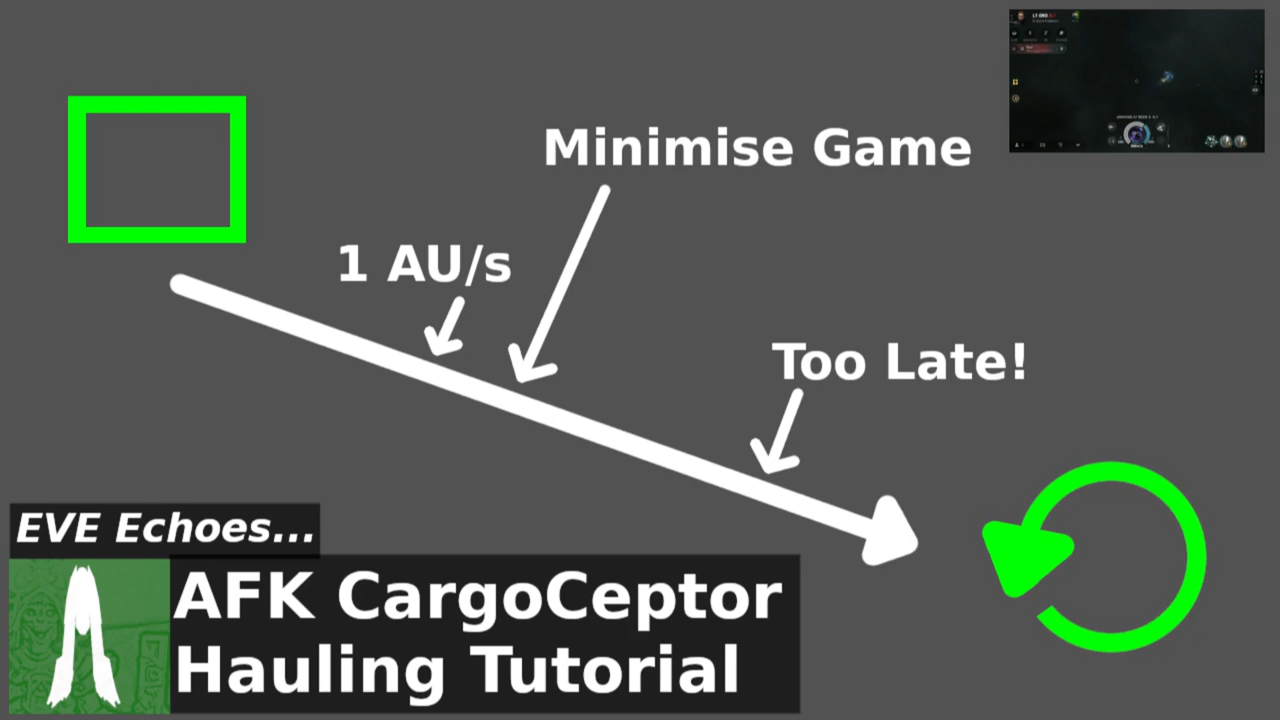 Minimise Game
1 AU/s
Too Late!
EVE Echoes...
AFK CargoCeptor
Hauling Tutorial